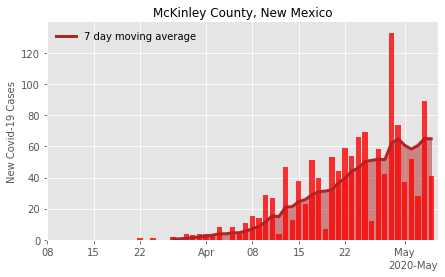 McKinley County, New Mexico
7 day moving average
New Covid-19 Cases
120
100
80
60
40
20
0
08 15 22 Apr 08 15 22 May
2020-May